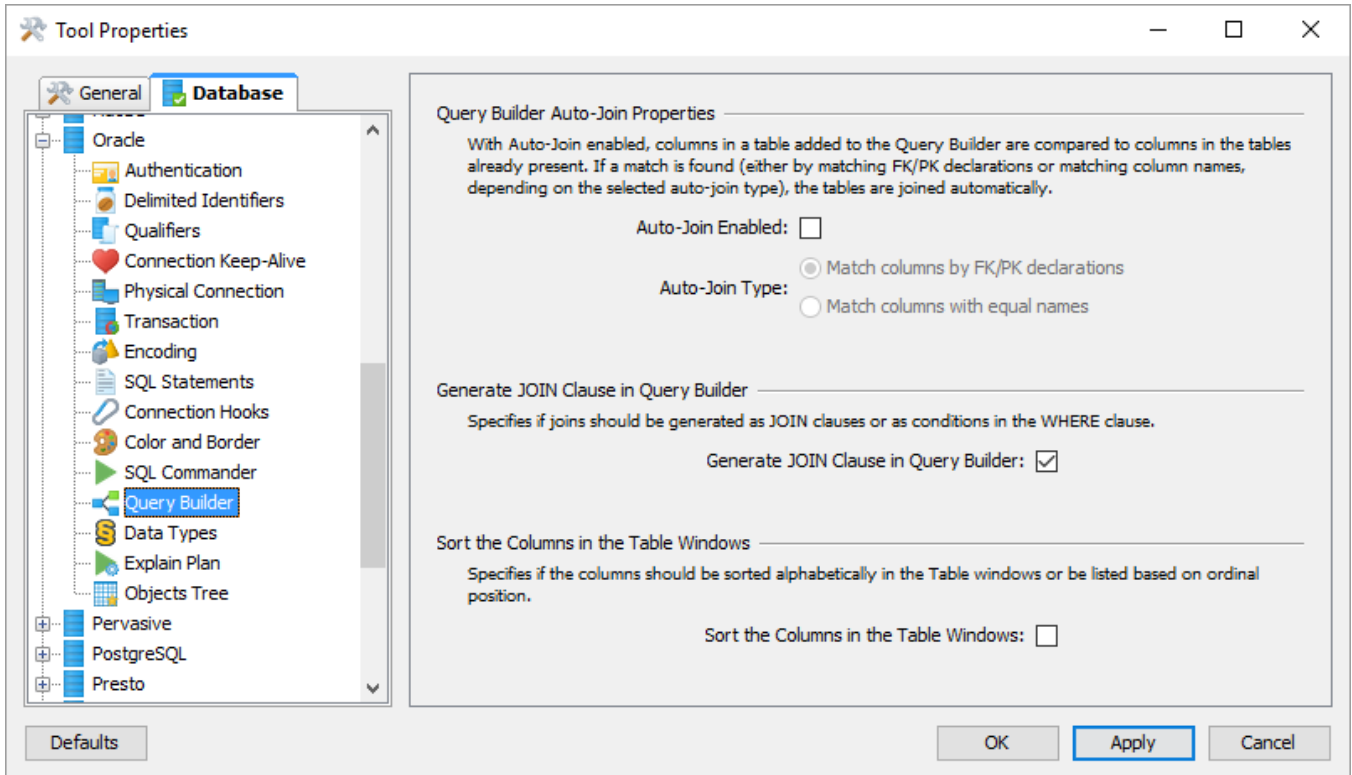 Tool Properties
General
Database
Oracle
Authentication
Delimited Identifiers
Qualifiers
Connection Keep-Alive
Physical Connection
Transaction
Encoding
SQL Statements
Connection Hooks
Color and Border
SQL Commander
Query Builder
Data Types
Explain Plan
Objects Tree
Pervasive
PostgreSQL
Presto
Query Builder Auto-Join Properties
With Auto-Join enabled, columns in a table added to the Query Builder are compared to columns in the tables
already present. If a match is found (either by matching FK/PK declarations or matching column names,
depending on the selected auto-join type), the tables are joined automatically.
Auto-Join Enabled:
Auto-Join Type:
Match columns by FK/PK declarations
Match columns with equal names
Generate JOIN Clause in Query Builder
Specifies if joins should be generated as JOIN clauses or as conditions in the WHERE clause.
Generate JOIN Clause in Query Builder:
Sort the Columns in the Table Windows
Specifies if the columns should be sorted alphabetically in the Table windows or be listed based on ordinal
position.
Sort the Columns in the Table Windows:
Defaults
OK
Apply
Cancel